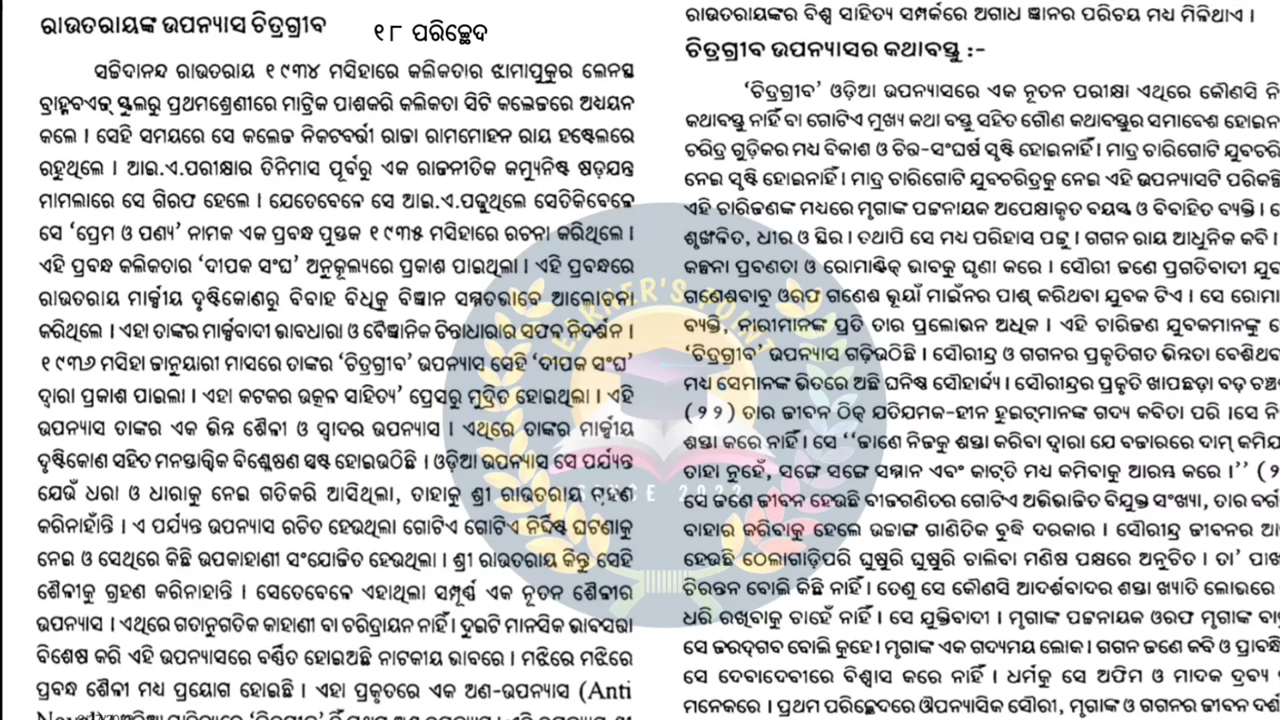 ରାଉତରାୟଙ୍କ ଉପନ୍ୟାସ ଚିତ୍ରଗ୍ରୀବ ୧୮ ପରିଚ୍ଛେଦ
ସଚ୍ଚିଦାନନ୍ଦ ରାଉତରାୟ ୧୯୩୪ ମସିହାରେ କଲିକତାର ଝାମାପୁକୁର ଲେନସ୍ଥ
ବ୍ରାହ୍ମବଏଜ୍ ସ୍କୁଲରୁ ପ୍ରଥମଶ୍ରେଣୀରେ ମାଟ୍ରିକ ପାଶକରି କଲିକତା ସିଟି କଲେଜରେ ଅଧ୍ୟୟନ
କଲେ । ସେହି ସମୟରେ ସେ କଲେଜ ନିକଟବର୍ତ୍ତୀ ରାଜା ରାମମୋହନ ରାୟ ହଷ୍ଟେଲରେ
ରହୁଥିଲେ । ଆଇ.ଏ.ପରୀକ୍ଷାର ତିନିମାସ ପୂର୍ବରୁ ଏକ ରାଜନୀତିକ କମ୍ୟୁନିଷ୍ଟ ଷଡ଼ଯନ୍ତ୍ର
ମାମଲାରେ ସେ ଗିରଫ ହେଲେ । ଯେତେବେଳେ ସେ ଆଇ.ଏ.ପଢୁଥିଲେ ସେତିକିବେଳେ
ସେ ‘ପ୍ରେମ ଓ ପଣ୍ୟ’ ନାମକ ଏକ ପ୍ରବନ୍ଧ ପୁସ୍ତକ ୧୯୩୫ ମସିହାରେ ରଚନା କରିଥିଲେ ।
ଏହି ପ୍ରବନ୍ଧ କଲିକତାର ‘ଦୀପକ ସଂଘ’ ଅନୁକୂଲ୍ୟରେ ପ୍ରକାଶ ପାଇଥିଲା । ଏହି ପ୍ରବନ୍ଧରେ
ରାଉତରାୟ ମାର୍କ୍ସୀୟ ଦୃଷ୍ଟିକୋଣରୁ ବିବାହ ବିଧିକୁ ବିଜ୍ଞାନ ସମ୍ମତଭାବେ ଆଲୋଚନା
କରିଥିଲେ । ଏହା ତାଙ୍କର ମାର୍କ୍ସବାଦୀ ଭାବଧାରା ଓ ବୈଜ୍ଞାନିକ ଚିନ୍ତାଧାରାର ସଫଳ ନିଦର୍ଶନ ।
୧୯୩୬ ମସିହା ଜାନୁୟାରୀ ମାସରେ ତାଙ୍କର ‘ଚିତ୍ରଗ୍ରୀବ’ ଉପନ୍ୟାସ ସେହି ‘ଦୀପକ ସଂଘ’
ଦ୍ୱାରା ପ୍ରକାଶ ପାଇଲା । ଏହା କଟକର ଉତ୍କଳ ସାହିତ୍ୟ’ ପ୍ରେସରୁ ମୁଦ୍ରିତ ହୋଇଥିଲା । ଏହି
ଉପନ୍ୟାସ ତାଙ୍କର ଏକ ଭିନ୍ନ ଶୈଳୀ ଓ ସ୍ୱାଦର ଉପନ୍ୟାସ । ଏଥିରେ ତାଙ୍କର ମାର୍କ୍ସୀୟ
ଦୃଷ୍ଟିକୋଣ ସହିତ ମନସ୍ତାତ୍ତ୍ୱିକ ବିଶ୍ଳେଷଣ ସ୍ପଷ୍ଟ ହୋଇଉଠିଛି । ଓଡ଼ିଆ ଉପନ୍ୟାସ ସେ ପର୍ଯ୍ୟନ୍ତ
ଯେଉଁ ଧରା ଓ ଧାରାକୁ ନେଇ ଗତିକରି ଆସିଥିଲା, ତାହାକୁ ଶ୍ରୀ ରାଉତରାୟ ଗ୍ରହଣ
କରିନାହାଁନ୍ତି । ଏ ପର୍ଯ୍ୟନ୍ତ ଉପନ୍ୟାସ ରଚିତ ହେଉଥିଲା ଗୋଟିଏ ଗୋଟିଏ ନିର୍ଦ୍ଦିଷ୍ଟ ଘଟଣାକୁ
ନେଇ ଓ ସେଥିରେ କିଛି ଉପକାହାଣୀ ସଂଯୋଜିତ ହେଉଥିଲା । ଶ୍ରୀ ରାଉତରାୟ କିନ୍ତୁ ସେହି
ଶୈଳୀକୁ ଗ୍ରହଣ କରିନାହାନ୍ତି । ସେତେବେଳେ ଏହାଥିଲା ସମ୍ପୂର୍ଣ୍ଣ ଏକ ନୂତନ ଶୈଳୀର
ଉପନ୍ୟାସ । ଏଥିରେ ଗତାନୁଗତିକ କାହାଣୀ ବା ଚରିତ୍ରାୟନ ନାହିଁ । ଦୁଇଟି ମାନସିକ ଭାବସତ୍ତା
ବିଶେଷ କରି ଏହି ଉପନ୍ୟାସରେ ବର୍ଣ୍ଣିତ ହୋଇଅଛି ନାଟକୀୟ ଭାବରେ । ମଝିରେ ମଝିରେ
ପ୍ରବନ୍ଧ ଶୈଳୀ ମଧ୍ୟ ପ୍ରୟୋଗ ହୋଇଛି । ଏହା ପ୍ରକୃତରେ ଏକ ଅଣ-ଉପନ୍ୟାସ (Anti
ରାଉତରାୟଙ୍କର ବିଶ୍ୱ ସାହିତ୍ୟ ସମ୍ପର୍କରେ ଅଗାଧ ଜ୍ଞାନର ପରିଚୟ ମଧ୍ୟ ମିଳିଥାଏ ।
ଚିତ୍ରଗ୍ରୀବ ଉପନ୍ୟାସର କଥାବସ୍ତୁ :-
‘ଚିତ୍ରଗ୍ରୀବ’ ଓଡ଼ିଆ ଉପନ୍ୟାସରେ ଏକ ନୂତନ ପରୀକ୍ଷା ଏଥିରେ କୌଣସି ନି
କଥାବସ୍ତୁ ନାହିଁ ବା ଗୋଟିଏ ମୁଖ୍ୟ କଥା ବସ୍ତୁ ସହିତ ଗୌଣ କଥାବସ୍ତୁର ସମାବେଶ ହୋଇନ
ଚରିତ୍ର ଗୁଡ଼ିକର ମଧ୍ୟ ବିକାଶ ଓ ଚିତ୍ତ-ସଂଘର୍ଷ ସୃଷ୍ଟି ହୋଇନାହିଁ । ମାତ୍ର ଚାରିଗୋଟି ଯୁବଚରି
ନେଇ ସୃଷ୍ଟି ହୋଇନାହିଁ । ମାତ୍ର ଚାରିଗୋଟି ଯୁବଚରିତ୍ରକୁ ନେଇ ଏହି ଉପନ୍ୟାସଟି ପରିକଳ୍ପି
ଏହି ଚାରିଜଣଙ୍କ ମଧ୍ୟରେ ମୃଗାଙ୍କ ପଟ୍ଟନାୟକ ଅପେକ୍ଷାକୃତ ବୟସ୍କ ଓ ବିବାହିତ ବ୍ୟକ୍ତି ।
ଶୃଙ୍ଖଳିତ, ଧୀର ଓ ସ୍ଥିର । ତଥାପି ସେ ମଧ୍ୟ ପରିହାସ ପଟୁ । ଗଗନ ରାୟ ଆଧୁନିକ କବି ।
କଳ୍ପନା ପ୍ରବଣତା ଓ ରୋମାଣ୍ଟିକ୍ ଭାବକୁ ଘୃଣା କରେ । ସୌରୀ ଜଣେ ପ୍ରଗତିବାଦୀ ଯୁବ
ଗଣେଶବାବୁ ଓରଫ ଗଣେଶ ଭୂୟାଁ ମାଇଁନର ପାଶ୍ କରିଥବା ଯୁବକ ଟିଏ । ସେ ରୋମା
ବ୍ୟକ୍ତି, ନାରୀମାନଙ୍କ ପ୍ରତି ତାର ପ୍ରଲୋଭନ ଅଧିକ । ଏହି ଚାରିଜଣ ଯୁବକମାନଙ୍କୁ
‘ଚିତ୍ରଗ୍ରୀବ’ ଉପନ୍ୟାସ ଗଢ଼ିଉଠିଛି । ସୌରୀନ୍ଦ୍ର ଓ ଗଗନର ପ୍ରକୃତିଗତ ଭିନ୍ନତା ବେଶିଥବ
ମଧ୍ୟ ସେମାନଙ୍କ ଭିତରେ ଅଛି ଘନିଷ୍ଠ ସୌହାର୍ଦ୍ଦ୍ୟ । ସୌରୀନ୍ଦ୍ରର ପ୍ରକୃତି ଖାପଛଡ଼ା ବଡ଼ ଚଞ୍ଚ
(୨୨) ତାର ଜୀବନ ଠିକ୍ ଯତିଯମକ-ହୀନ ହୁଇଟ୍‌ମାନଙ୍କ ଗଦ୍ୟ କବିତା ପରି ।ସେ ନି
ଶସ୍ତା କରେ ନାହିଁ । ସେ ‘‘ଜାଣେ ନିଜକୁ ଶସ୍ତା କରିବା ଦ୍ୱାରା ଯେ ବଜାରରେ ଦାମ୍ କମିଯ
ତାହା ନୁହେଁ, ସଙ୍ଗେ ସଙ୍ଗେ ସମ୍ମାନ ଏବଂ କାଟ୍‌ତି ମଧ୍ୟ କମିବାକୁ ଆରମ୍ଭ କରେ ।’’ (୨
ସେ ଜଣେ ଜୀବନ ହେଉଛି ବୀଜଗଣିତର ଗୋଟିଏ ଅଭିଭାଜିତ ବିଯୁକ୍ତ ସଂଖ୍ୟା, ତାର ବର୍ଗ
ବାହାର କରିବାକୁ ହେଲେ ଉଚ୍ଚାଙ୍ଗ ଗାଣିତିକ ବୁଦ୍ଧି ଦରକାର । ସୌରୀନ୍ଦ୍ର ଜୀବନର ଆ
ହେଉଛି ଠେଲାଗାଡ଼ିପରି ଘୁଷୁରି ଘୁଷୁରି ଚାଲିବା ମଣିଷ ପକ୍ଷରେ ଅନୁଚିତ । ତା’ ପାଖ
ଚିରନ୍ତନ ବୋଲି କିଛି ନାହିଁ । ତେଣୁ ସେ କୌଣସି ଆଦର୍ଶବାଦର ଶସ୍ତା ଖ୍ୟାତି ଲୋଭରେ
ଧରି ରଖିବାକୁ ଚାହେଁ ନାହିଁ । ସେ ଯୁକ୍ତିବାଦୀ । ମୃଗାଙ୍କ ପଟ୍ଟନାୟକ ଓରଫ ମୃଗାଙ୍କ ବା
ସେ ଜରଦ୍‌ଗବ ବୋଲି କୁହେ । ମୃଗାଙ୍କ ଏକ ଗଦ୍ୟମୟ ଲୋକ । ଗଗନ ଜଣେ କବି ଓ ପ୍ରାବନ୍ଧି
ସେ ଦେବାଦେବୀରେ ବିଶ୍ୱାସ କରେ ନାହିଁ । ଧର୍ମକୁ ସେ ଅଫିମ ଓ ମାଦକ ଦ୍ରବ୍ୟ
ମନେକରେ । ପ୍ରଥମ ପରିଚ୍ଛେଦରେ ଔପନ୍ୟାସିକ ସୌରୀ, ମୃଗାଙ୍କ ଓ ଗଗନର ଜୀବନ ଦର୍ଶ
LEARNER'S POINT
SINCE 2022